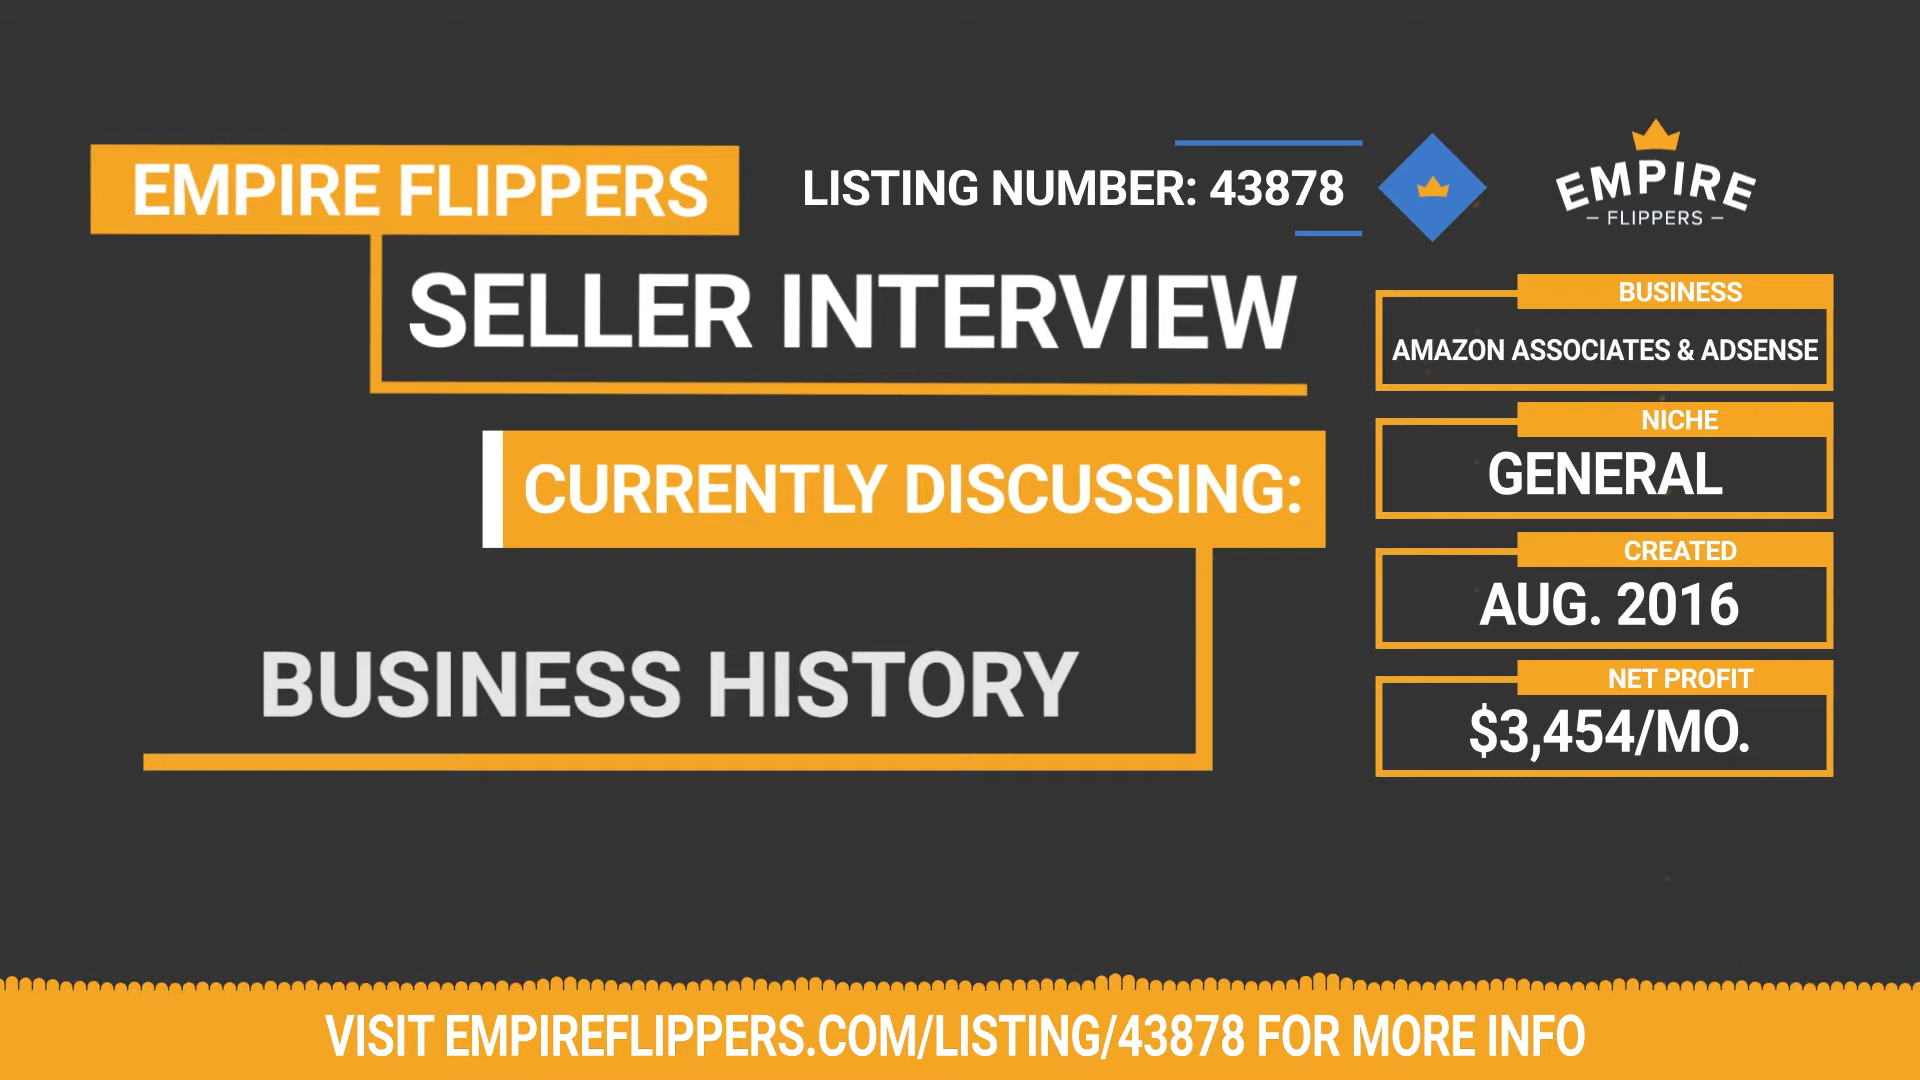 EMPIRE FLIPPERS
LISTING NUMBER: 43878
EMPIRE
– FLIPPERS –
SELLER INTERVIEW
CURRENTLY DISCUSSING:
BUSINESS HISTORY
BUSINESS
AMAZON ASSOCIATES & ADSENSE
NICHE
GENERAL
CREATED
AUG. 2016
NET PROFIT
$3,454/MO.
VISIT EMPIREFLIPPERS.COM/LISTING/43878 FOR MORE INFO